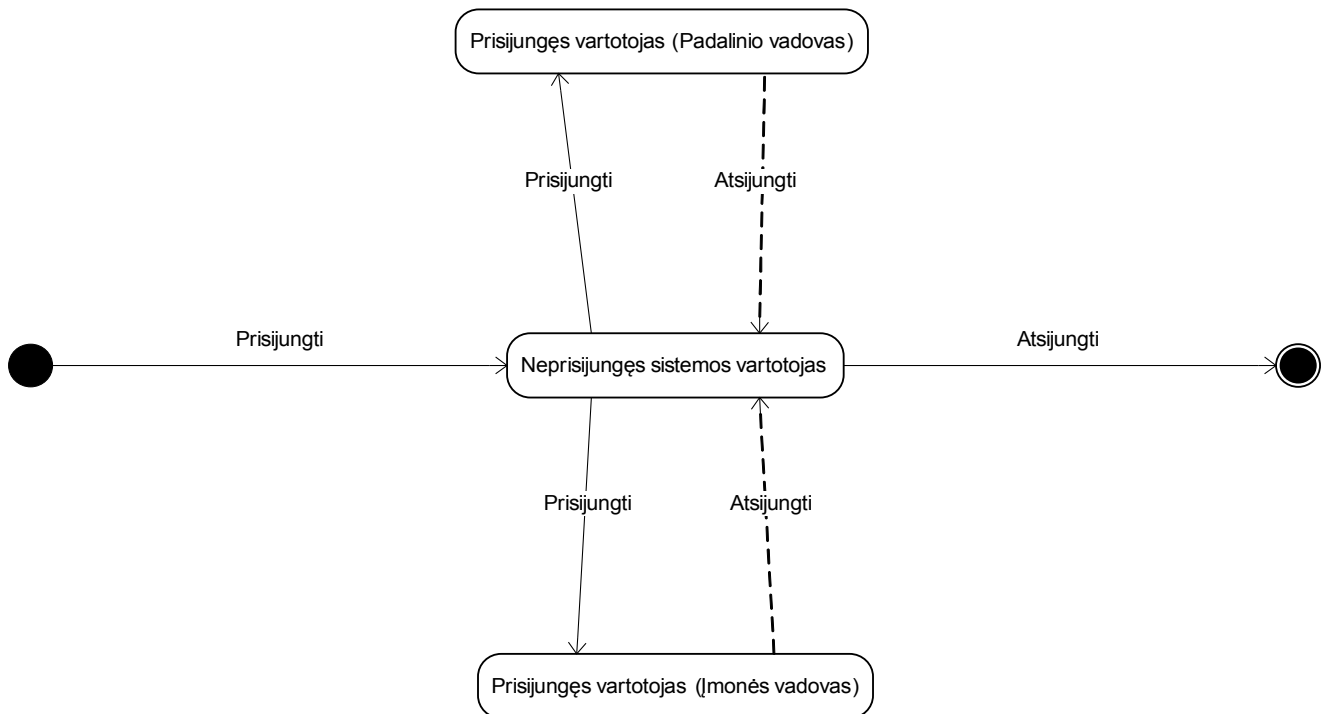 Prisijungęs vartotojas (Padalinio vadovas)
Prisijungti
Atsijungti
Prisijungti
Neprisijungęs sistemos vartotojas
Atsijungti
Prisijungti
Atsijungti
Prisijungęs vartotojas (Įmonės vadovas)